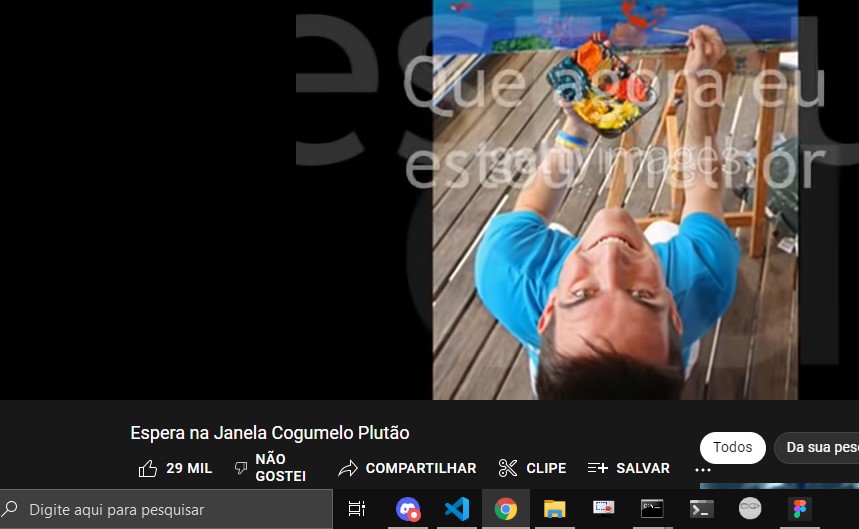 Que agora eu
estou melhor
Espera na Janela Cogumelo Plutão
29 MIL
NÃO
GOSTEI
COMPARTILHAR
CLIPE
SALVAR
Todos
Da sua pes
Digite aqui para pesquisar